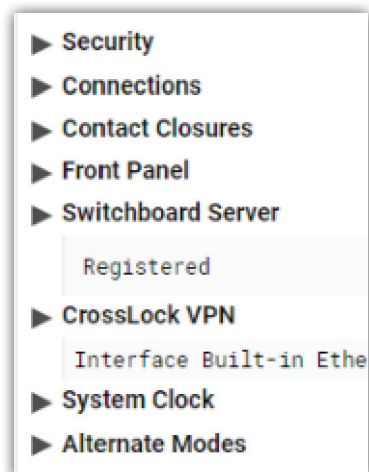 Security
Connections
Contact Closures
Front Panel
Switchboard Server
Registered
CrossLock VPN
Interface Built-in Ethe
System Clock
Alternate Modes